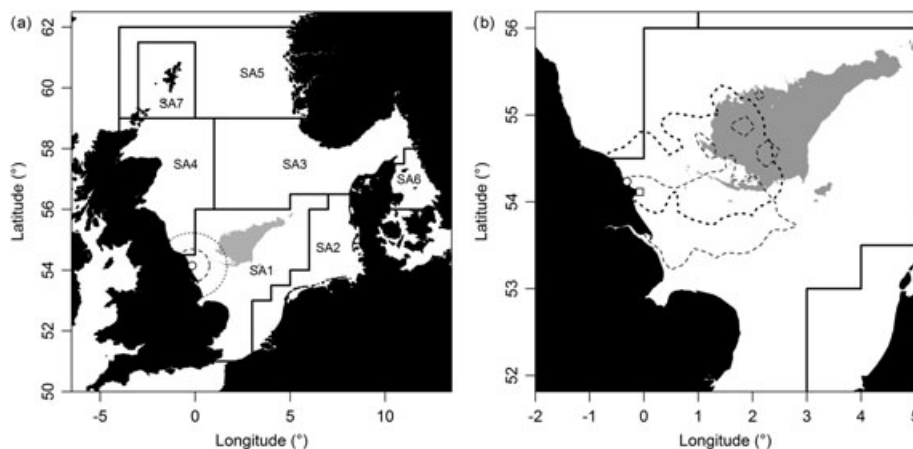 (a)
62
60
58
56
54
52
50
Latitude (°)
SA5
SA7
SA4
SA3
SA6
SA2
SA1
-5
0
5
10
Longitude (°)
(b)
56
55
54
53
52
Latitude (°)
-2
-1
0
1
2
3
4
5
Longitude (°)